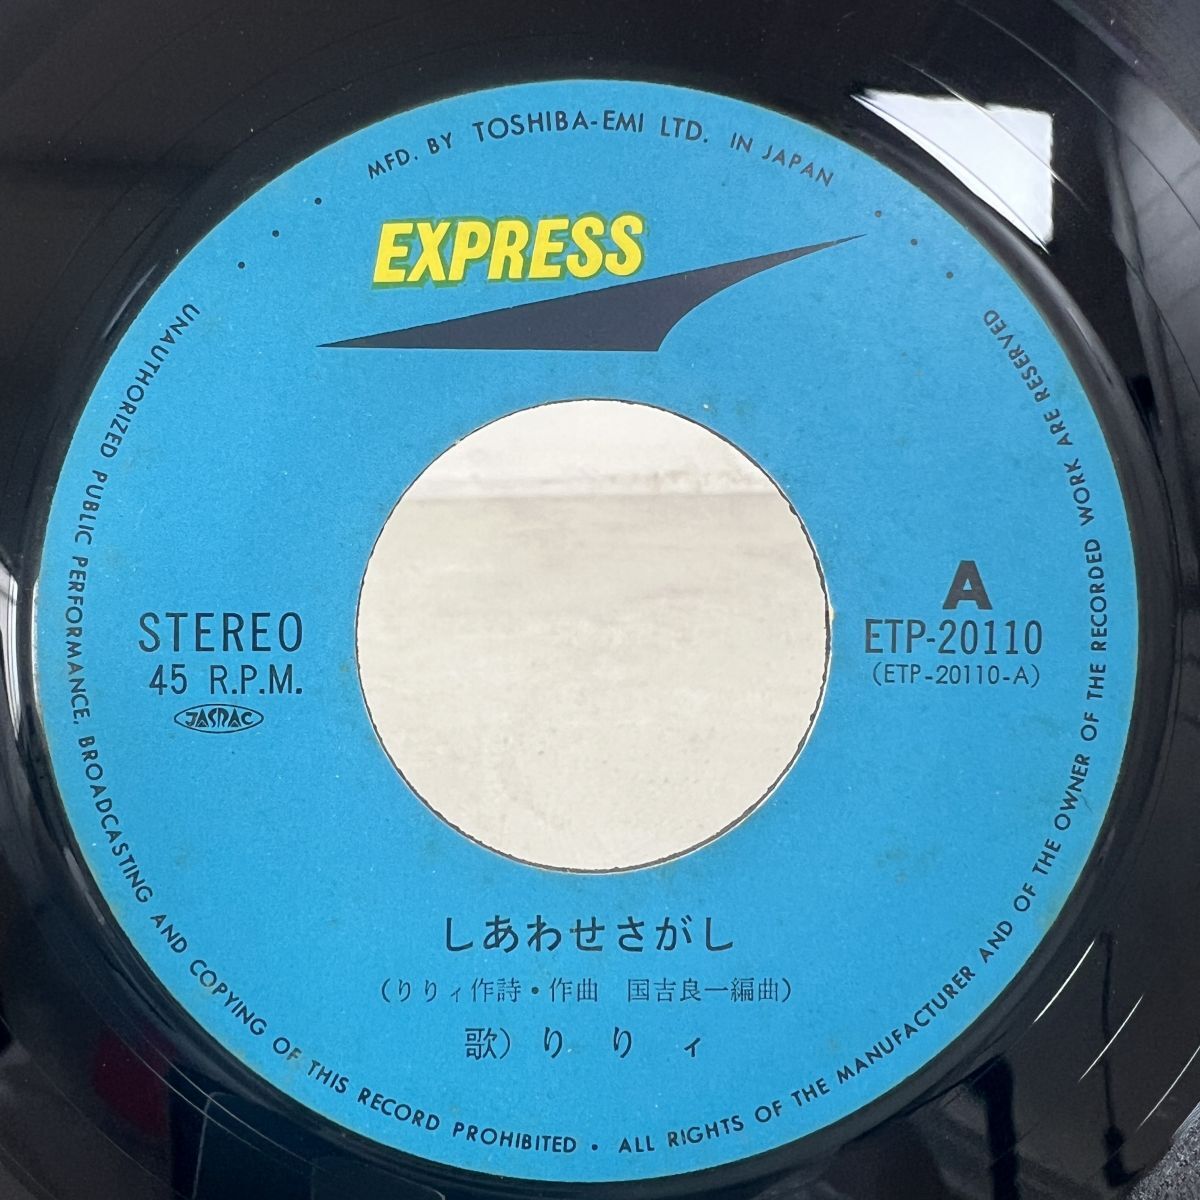 MFD. BY TOSHIBA-EMI LTD. IN JAPAN
EXPRESS
STEREO
45 R.P.M.
JASRAC
A
ETP-20110
(ETP-20110-A)
しあわせさがし
(りりィ作詩・作曲 国吉良一編曲)
歌) りりィ
UNAUTHORIZED PUBLIC PERFORMANCE, BROADCASTING AND COPYING OF THIS RECORD PROHIBITED • ALL RIGHTS OF THE MANUFACTURER AND OF THE OWNER OF THE RECORDED WORK ARE RESERVED